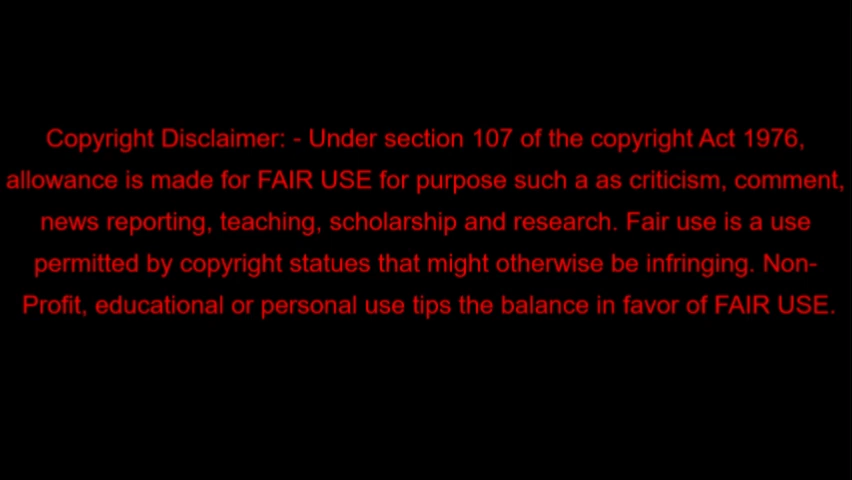 Copyright Disclaimer: - Under section 107 of the copyright Act 1976,
allowance is made for FAIR USE for purpose such a as criticism, comment,
news reporting, teaching, scholarship and research. Fair use is a use
permitted by copyright statues that might otherwise be infringing. Non-
Profit, educational or personal use tips the balance in favor of FAIR USE.